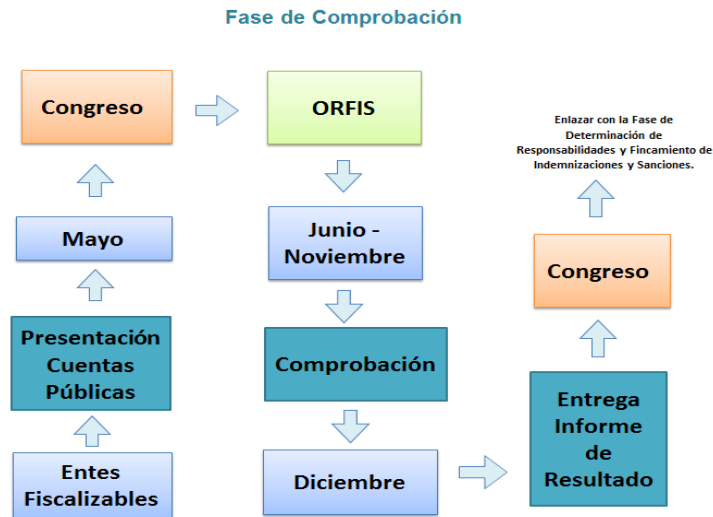 Fase de Comprobación
Congreso
Mayo
Presentación
Cuentas
Públicas
Entes
Fiscalizables
ORFIS
Junio -
Noviembre
Comprobación
Diciembre
Enlazar con la Fase de
Determinación de
Responsabilidades y Fincamiento de
Indemnizaciones y Sanciones.
Congreso
Entrega
Informe
de
Resultado